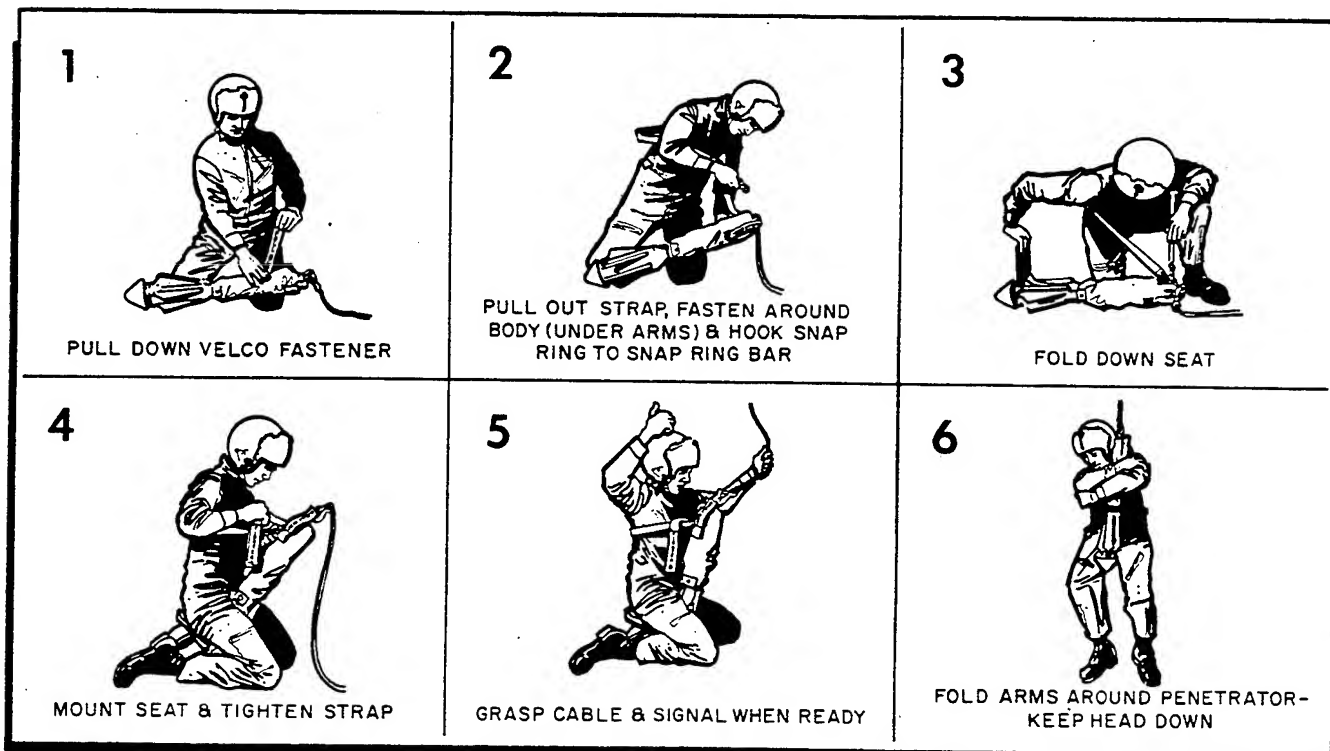 1
PULL DOWN VELCO FASTENER
2
PULL OUT STRAP, FASTEN AROUND
BODY (UNDER ARMS) & HOOK SNAP
RING TO SNAP RING BAR
3
FOLD DOWN SEAT
4
MOUNT SEAT & TIGHTEN STRAP
5
GRASP CABLE & SIGNAL WHEN READY
6
FOLD ARMS AROUND PENETRATOR-
KEEP HEAD DOWN